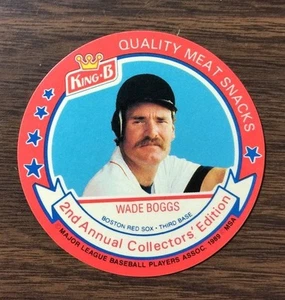 KING·B
QUALITY MEAT SNACKS
WADE BOGGS
BOSTON RED SOX · THIRD BASE
2nd Annual Collectors' Edition
MAJOR LEAGUE BASEBALL PLAYERS ASSOC. 1989 MSA